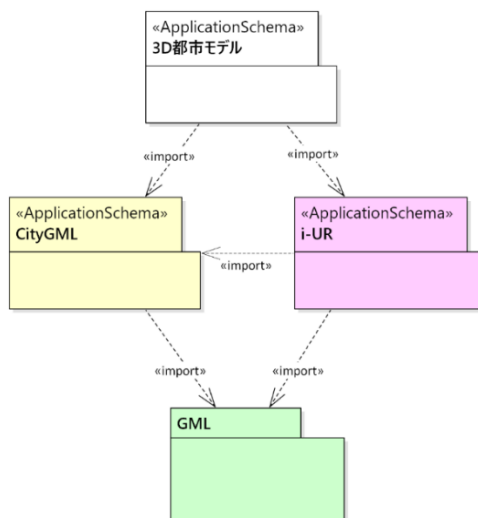 «ApplicationSchema»
3D都市モデル
«import»
«import»
«ApplicationSchema»
CityGML
«ApplicationSchema»
i-UR
«import»
«import»
«import»
GML